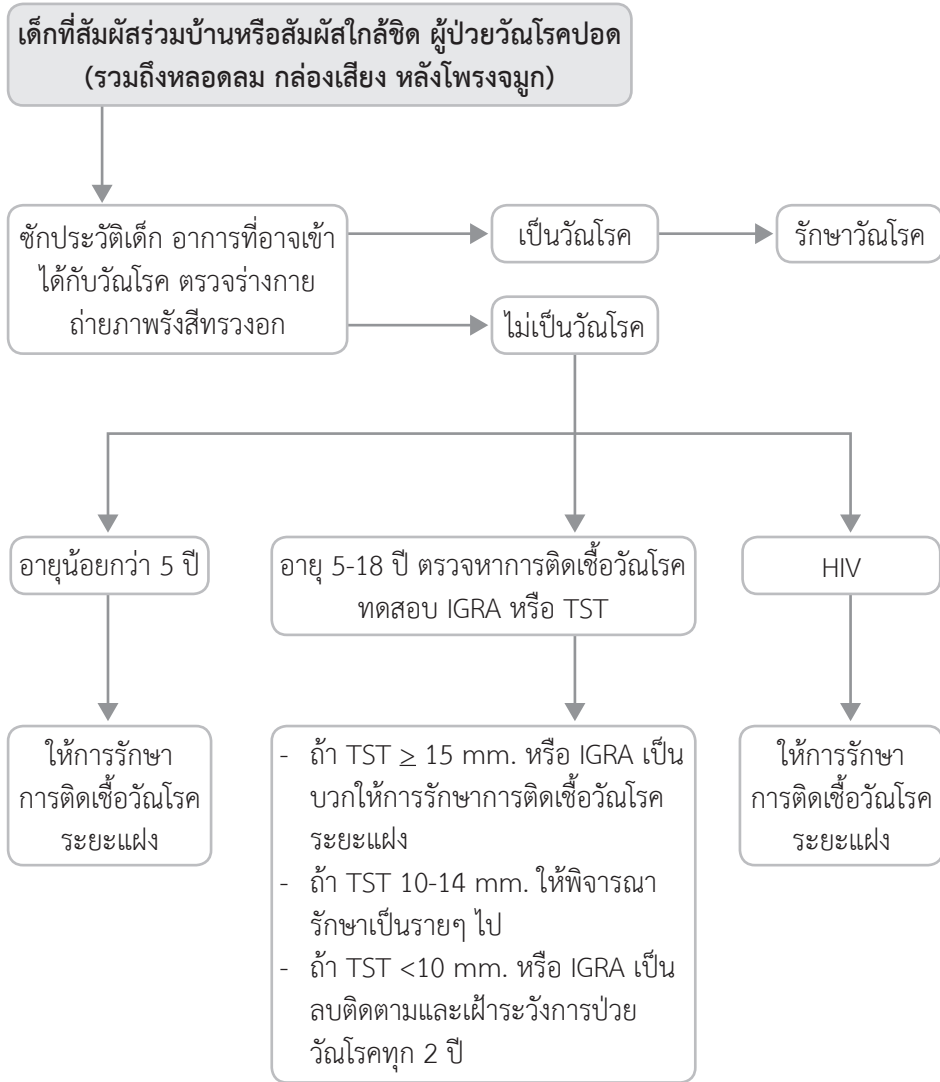 เด็กที่สัมผัสร่วมบ้านหรือสัมผัสใกล้ชิด ผู้ป่วยวัณโรคปอด
(รวมถึงหลอดลม กล่องเสียง หลังโพรงจมูก)
ซักประวัติเด็ก อาการที่อาจเข้า
ได้กับวัณโรค ตรวจร่างกาย
ถ่ายภาพรังสีทรวงอก
เป็นวัณโรค
รักษาวัณโรค
ไม่เป็นวัณโรค
อายุน้อยกว่า 5 ปี
อายุ 5-18 ปี ตรวจหาการติดเชื้อวัณโรค
ทดสอบ IGRA หรือ TST
HIV
ให้การรักษา
การติดเชื้อวัณโรค
ระยะแฝง
- ถ้า TST ≥ 15 mm. หรือ IGRA เป็น
บวกให้การรักษาการติดเชื้อวัณโรค
ระยะแฝง
- ถ้า TST 10-14 mm. ให้พิจารณา
รักษาเป็นรายๆ ไป
- ถ้า TST <10 mm. หรือ IGRA เป็น
ลบติดตามและเฝ้าระวังการป่วย
วัณโรคทุก 2 ปี
ให้การรักษา
การติดเชื้อวัณโรค
ระยะแฝง